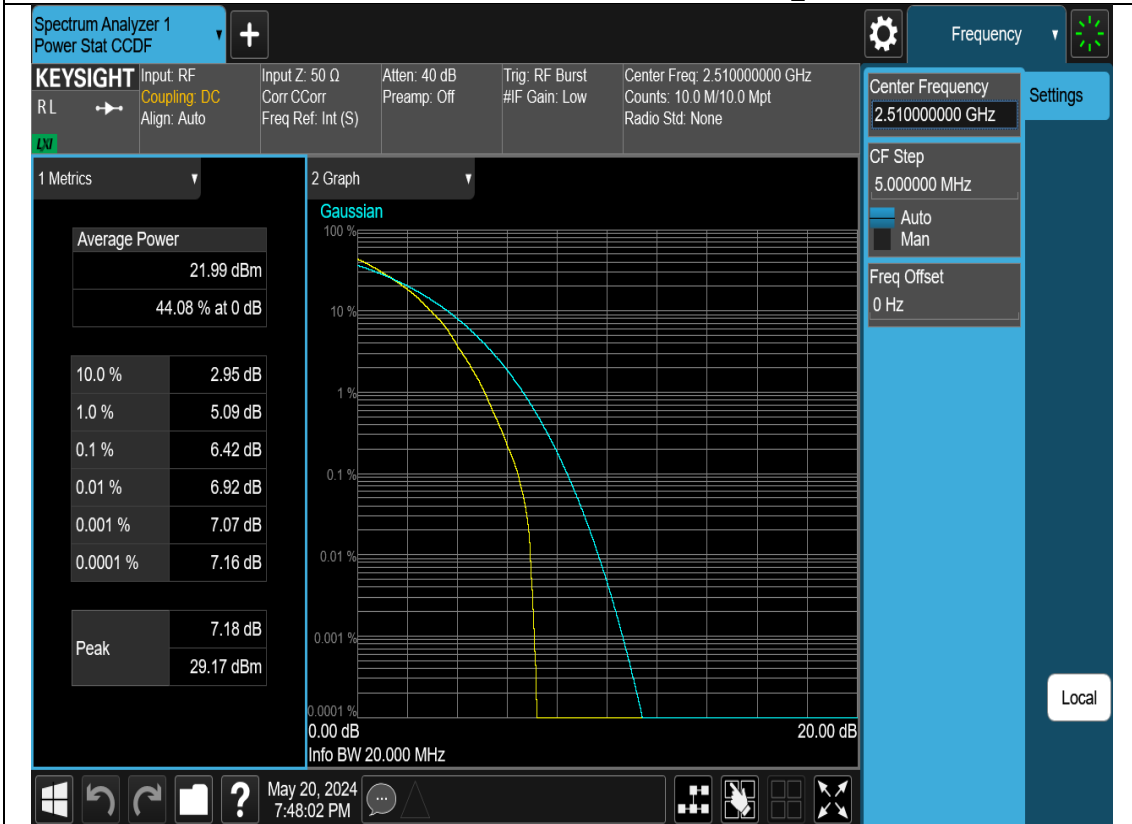 Spectrum Analyzer 1
Power Stat CCDF
Frequency
KEYSIGHT
RL
LXI
Input: RF
Coupling: DC
Align: Auto
Input Z: 50 Ω
Corr CCorr
Freq Ref: Int (S)
Atten: 40 dB
Preamp: Off
Trig: RF Burst
#IF Gain: Low
Center Freq: 2.510000000 GHz
Counts: 10.0 M/10.0 Mpt
Radio Std: None
Center Frequency
2.510000000 GHz
Settings
CF Step
5.000000 MHz
Auto
Man
Freq Offset
0 Hz
Local
1 Metrics
Average Power
21.99 dBm
44.08 % at 0 dB
10.0 % 2.95 dB
1.0 % 5.09 dB
0.1 % 6.42 dB
0.01 % 6.92 dB
0.001 % 7.07 dB
0.0001 % 7.16 dB
Peak
7.18 dB
29.17 dBm
2 Graph
Gaussian
100 %
10 %
1 %
0.1 %
0.01 %
0.001 %
0.0001 %
0.00 dB 20.00 dB
Info BW 20.000 MHz
?
May 20, 2024
7:48:02 PM